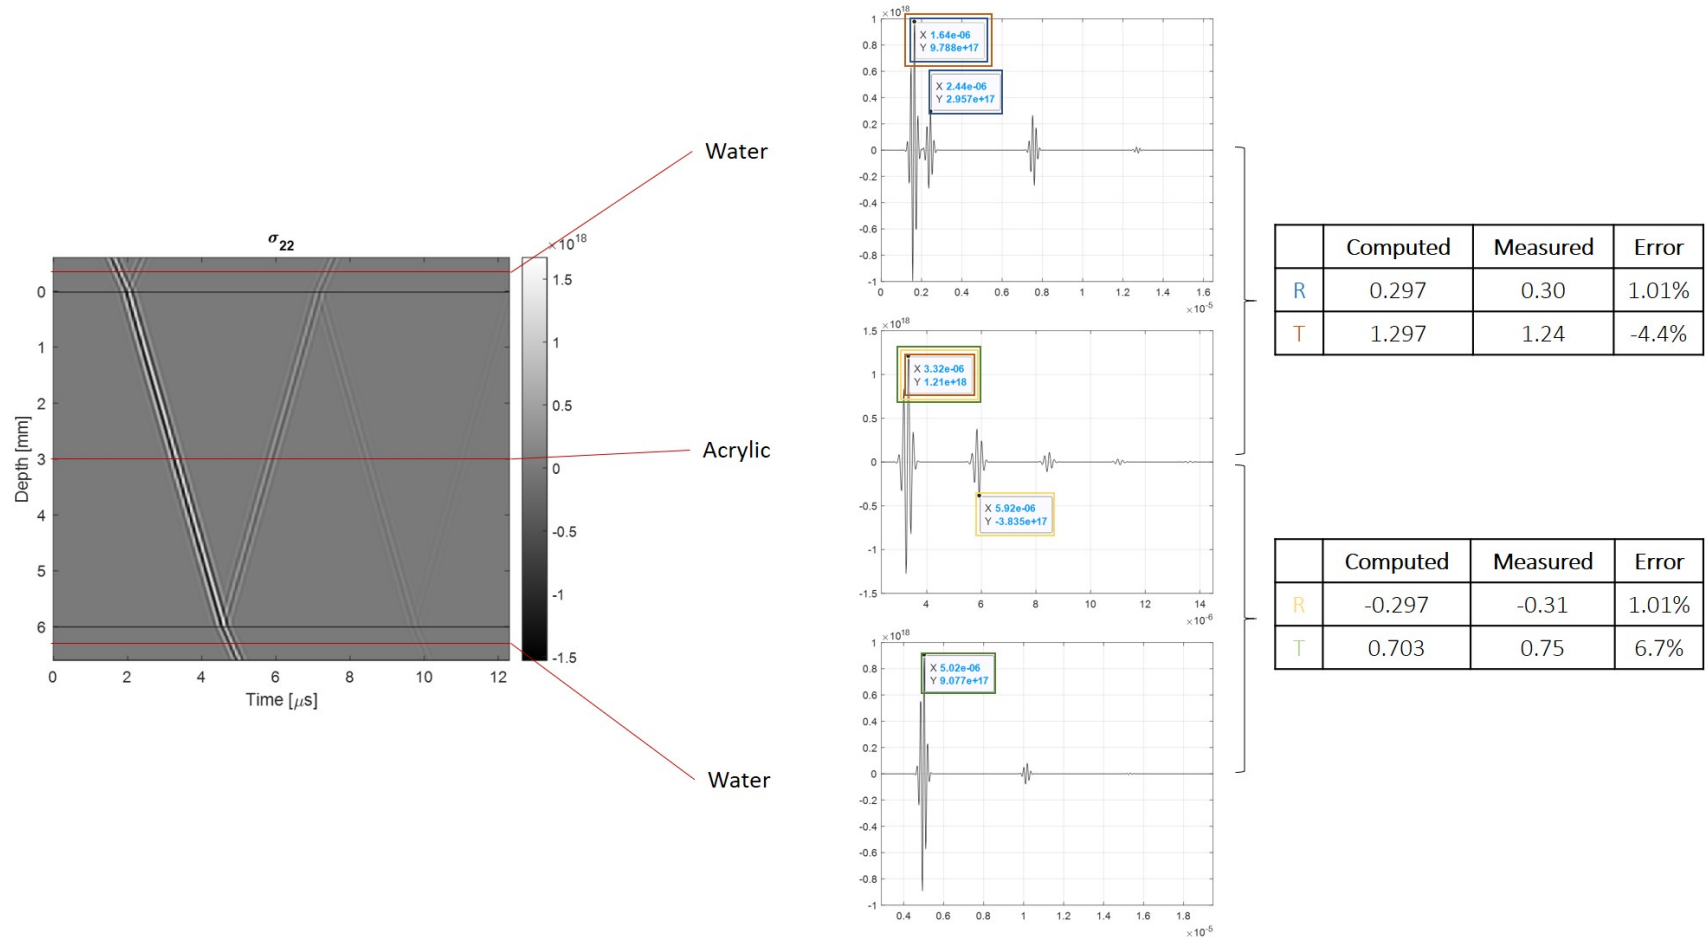 σ22
×10^18
1.5
1
0.5
0
-0.5
-1
-1.5
Depth [mm]
0
1
2
3
4
5
6
0 2 4 6 8 10 12
Time [μs]
Water
Acrylic
Water
×10^18
1
0.8
0.6
0.4
0.2
0
-0.2
-0.4
-0.6
-0.8
-1
X 1.64e-06
Y 9.788e+17
X 2.44e-06
Y 2.957e+17
0 0.2 0.4 0.6 0.8 1 1.2 1.4 1.6
×10^-5
×10^18
1.5
1
0.5
0
-0.5
-1
-1.5
X 3.32e-06
Y 1.21e+18
X 5.92e-06
Y -3.835e+17
4 6 8 10 12 14
×10^-6
×10^18
1
0.8
0.6
0.4
0.2
0
-0.2
-0.4
-0.6
-0.8
-1
X 5.02e-06
Y 9.077e+17
0.4 0.6 0.8 1 1.2 1.4 1.6 1.8
×10^-5
Computed Measured Error
R 0.297 0.30 1.01%
T 1.297 1.24 -4.4%
Computed Measured Error
R -0.297 -0.31 1.01%
T 0.703 0.75 6.7%